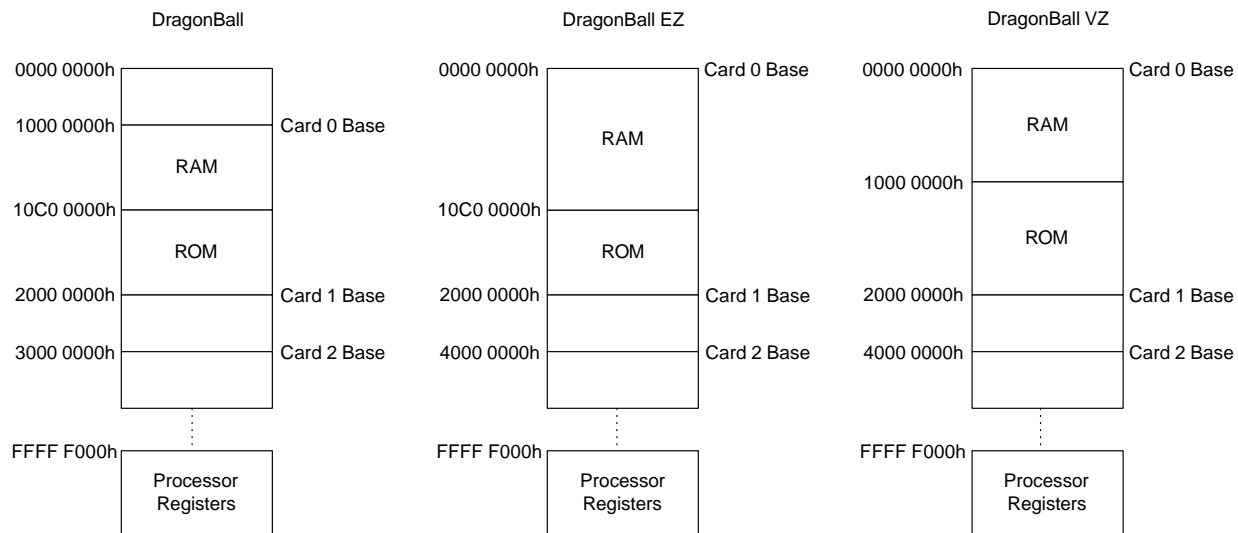 DragonBall
0000 0000h
1000 0000h
Card 0 Base
RAM
10C0 0000h
ROM
2000 0000h
Card 1 Base
3000 0000h
Card 2 Base
FFFF F000h
Processor
Registers
DragonBall EZ
0000 0000h
Card 0 Base
RAM
10C0 0000h
ROM
2000 0000h
Card 1 Base
4000 0000h
Card 2 Base
FFFF F000h
Processor
Registers
DragonBall VZ
0000 0000h
Card 0 Base
RAM
1000 0000h
ROM
2000 0000h
Card 1 Base
4000 0000h
Card 2 Base
FFFF F000h
Processor
Registers